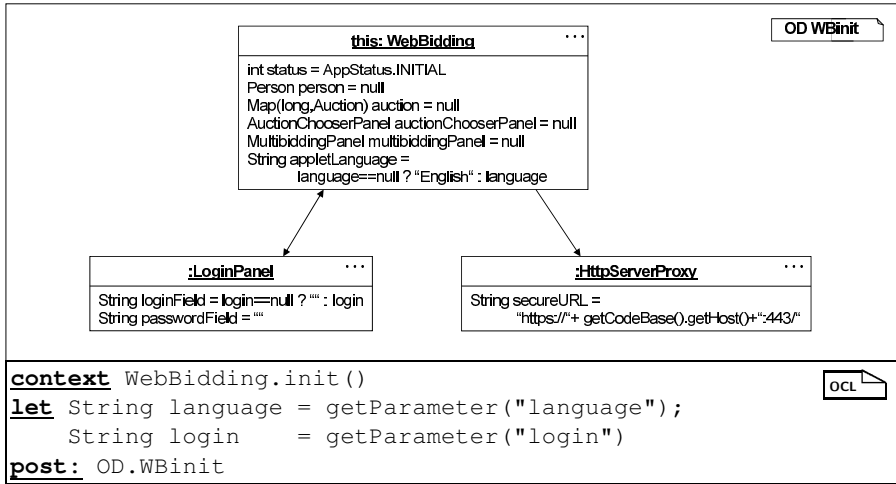 this: WebBidding ...
OD WBinit
int status = AppStatus.INITIAL
Person person = null
Map(long,Auction) auction = null
AuctionChooserPanel auctionChooserPanel = null
MultibiddingPanel multibiddingPanel = null
String appletLanguage =
language==null ? "English" : language
:LoginPanel ...
String loginField = login==null ? "" : login
String passwordField = ""
:HttpServerProxy ...
String secureURL =
"https://"+ getCodeBase().getHost()+":443/"
context WebBidding.init()
OCL
let String language = getParameter("language");
String login = getParameter("login")
post: OD.WBinit